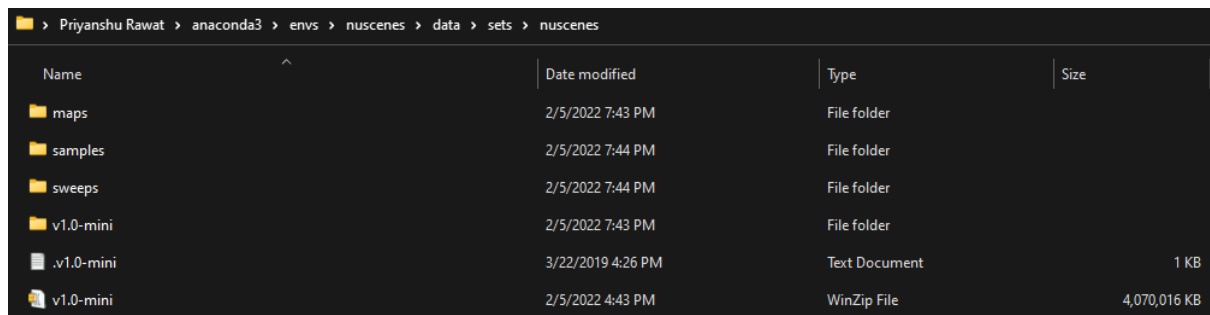 Priyanshu Rawat > anaconda3 > envs > nuscenes > data > sets > nuscenes
Name Date modified Type Size
maps 2/5/2022 7:43 PM File folder
samples 2/5/2022 7:44 PM File folder
sweeps 2/5/2022 7:44 PM File folder
v1.0-mini 2/5/2022 7:43 PM File folder
.v1.0-mini 3/22/2019 4:26 PM Text Document 1 KB
v1.0-mini 2/5/2022 4:43 PM WinZip File 4,070,016 KB